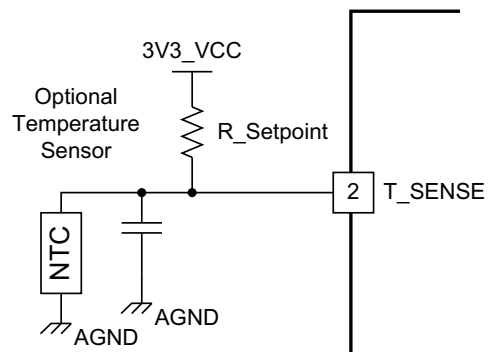 3V3_VCC
Optional
Temperature
Sensor
R_Setpoint
2
T_SENSE
NTC
AGND
AGND